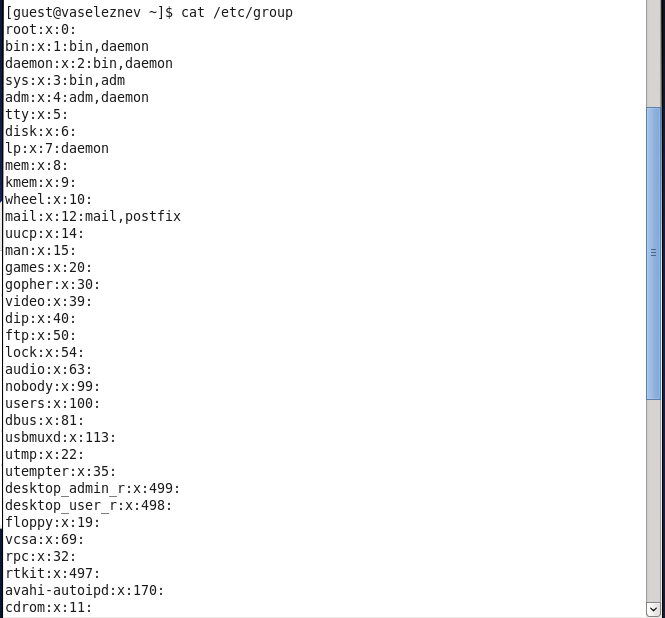 [guest@vaseleznev ~]$ cat /etc/group
root:x:0:
bin:x:1:bin,daemon
daemon:x:2:bin,daemon
sys:x:3:bin,adm
adm:x:4:adm,daemon
tty:x:5:
disk:x:6:
lp:x:7:daemon
mem:x:8:
kmem:x:9:
wheel:x:10:
mail:x:12:mail,postfix
uucp:x:14:
man:x:15:
games:x:20:
gopher:x:30:
video:x:39:
dip:x:40:
ftp:x:50:
lock:x:54:
audio:x:63:
nobody:x:99:
users:x:100:
dbus:x:81:
usbmuxd:x:113:
utmp:x:22:
utempter:x:35:
desktop_admin_r:x:499:
desktop_user_r:x:498:
floppy:x:19:
vcsa:x:69:
rpc:x:32:
rtkit:x:497:
avahi-autoipd:x:170:
cdrom:x:11: